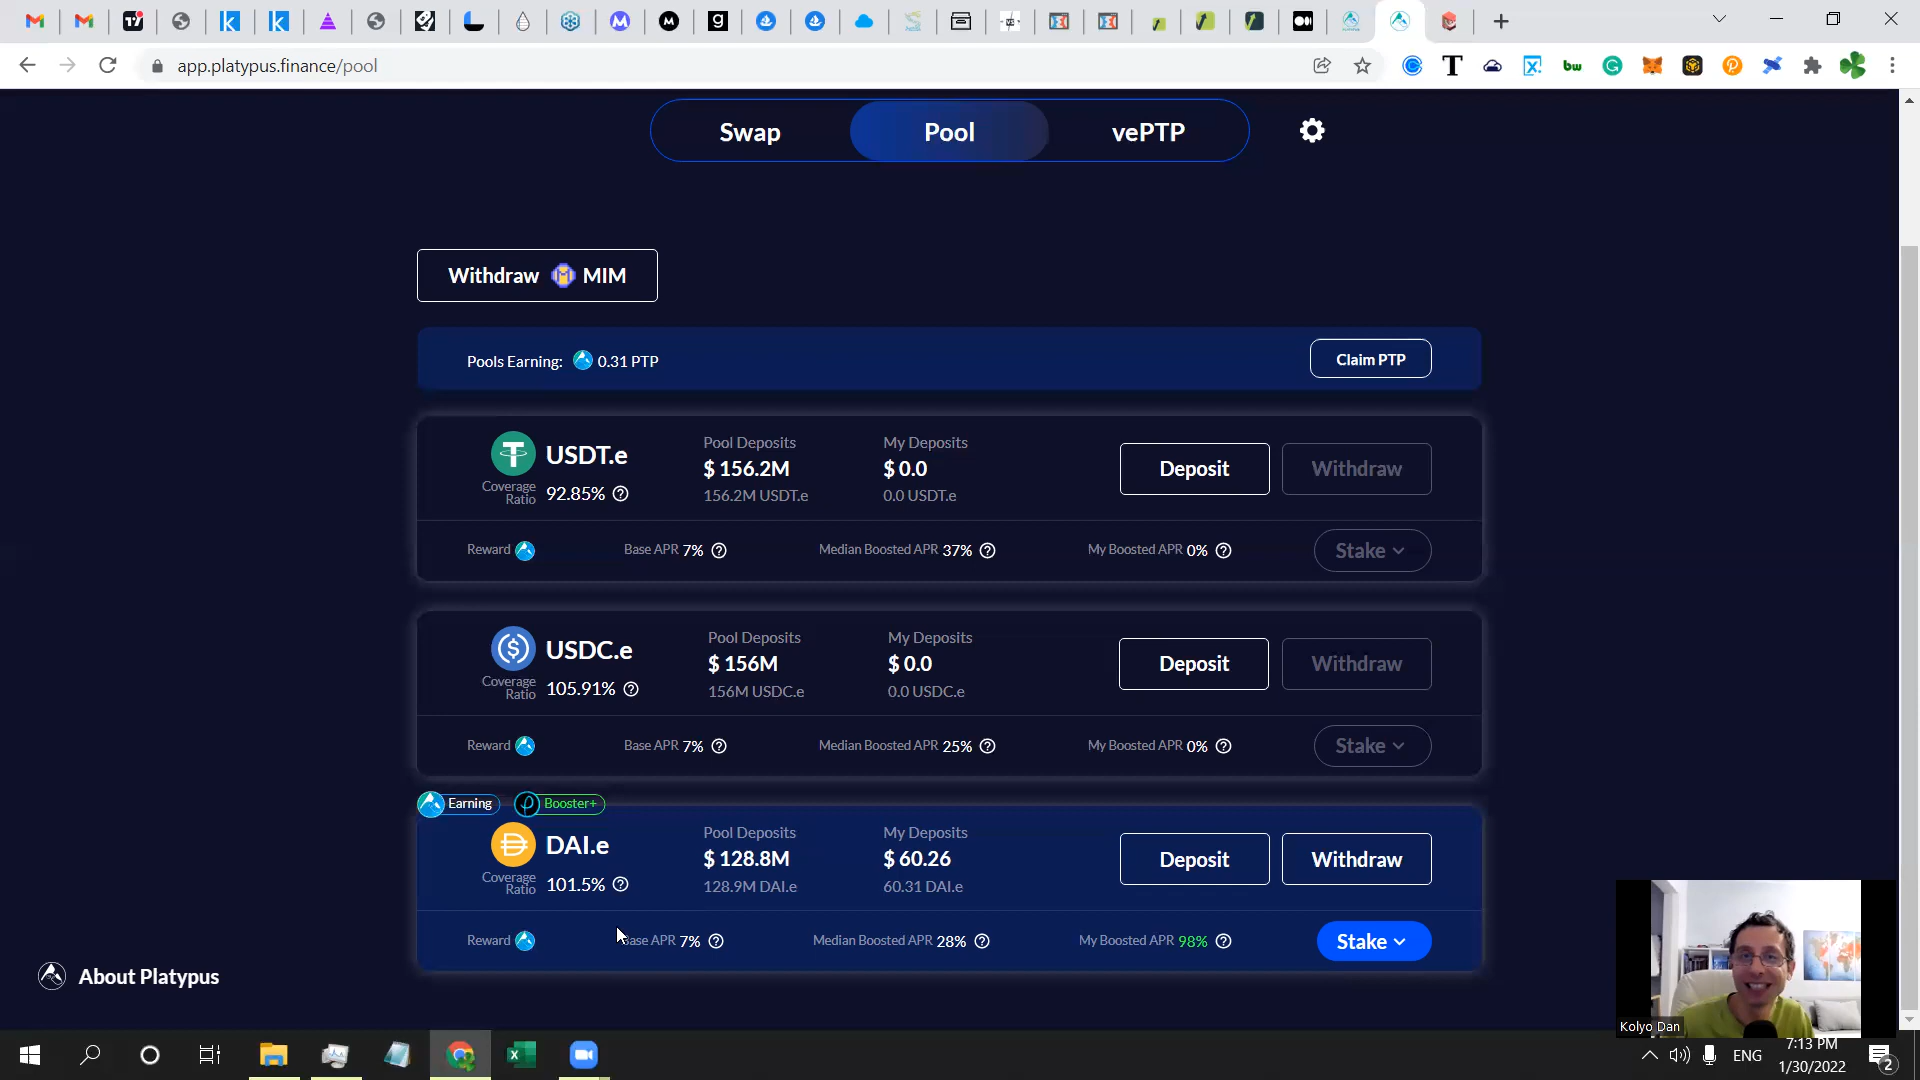 app.platypus.finance/pool
bw
Swap
Pool
vePTP
Withdraw MIM
Pools Earning: 0.31 PTP
Claim PTP
USDT.e
Coverage Ratio 92.85%
Pool Deposits
$ 156.2M
156.2M USDT.e
My Deposits
$ 0.0
0.0 USDT.e
Deposit
Withdraw
Reward
Base APR 7%
Median Boosted APR 37%
My Boosted APR 0%
Stake
USDC.e
Coverage Ratio 105.91%
Pool Deposits
$ 156M
156M USDC.e
My Deposits
$ 0.0
0.0 USDC.e
Deposit
Withdraw
Reward
Base APR 7%
Median Boosted APR 25%
My Boosted APR 0%
Stake
Earning
Booster+
DAI.e
Coverage Ratio 101.5%
Pool Deposits
$ 128.8M
128.9M DAI.e
My Deposits
$ 60.26
60.31 DAI.e
Deposit
Withdraw
Reward
Base APR 7%
Median Boosted APR 28%
My Boosted APR 98%
Stake
About Platypus
Kolyo Dan
ENG
7:13 PM
1/30/2022
2